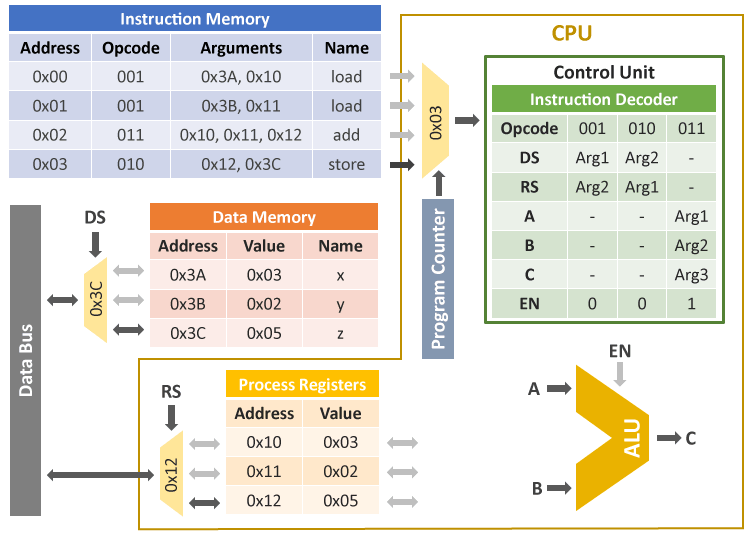 Instruction Memory
Address Opcode Arguments Name
0x00 001 0x3A, 0x10 load
0x01 001 0x3B, 0x11 load
0x02 011 0x10, 0x11, 0x12 add
0x03 010 0x12, 0x3C store
CPU
0x03
Program Counter
Control Unit
Instruction Decoder
Opcode 001 010 011
DS Arg1 Arg2 -
RS Arg2 Arg1 -
A - - Arg1
B - - Arg2
C - - Arg3
EN 0 0 1
Data Bus
DS
0x3C
Data Memory
Address Value Name
0x3A 0x03 x
0x3B 0x02 y
0x3C 0x05 z
RS
0x12
Process Registers
Address Value
0x10 0x03
0x11 0x02
0x12 0x05
EN
A
ALU
C
B